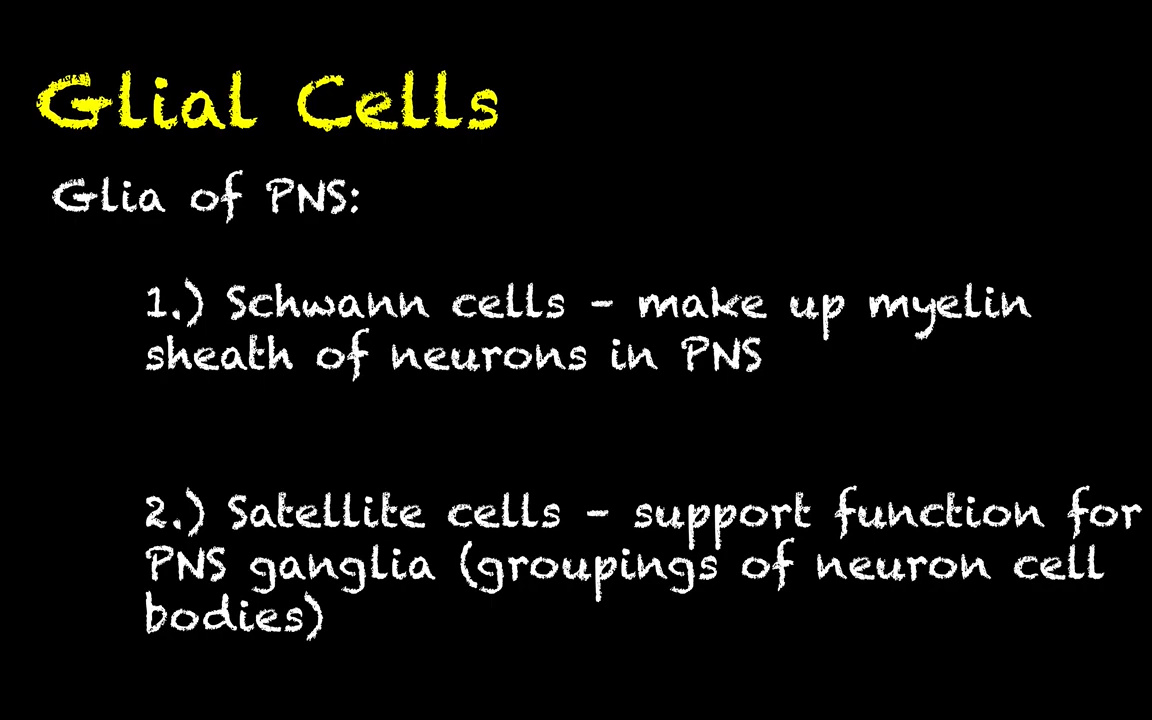 Glial Cells
Glia of PNS:
1.) Schwann cells - make up myelin
sheath of neurons in PNS
2.) Satellite cells - support function for
PNS ganglia (groupings of neuron cell
bodies)